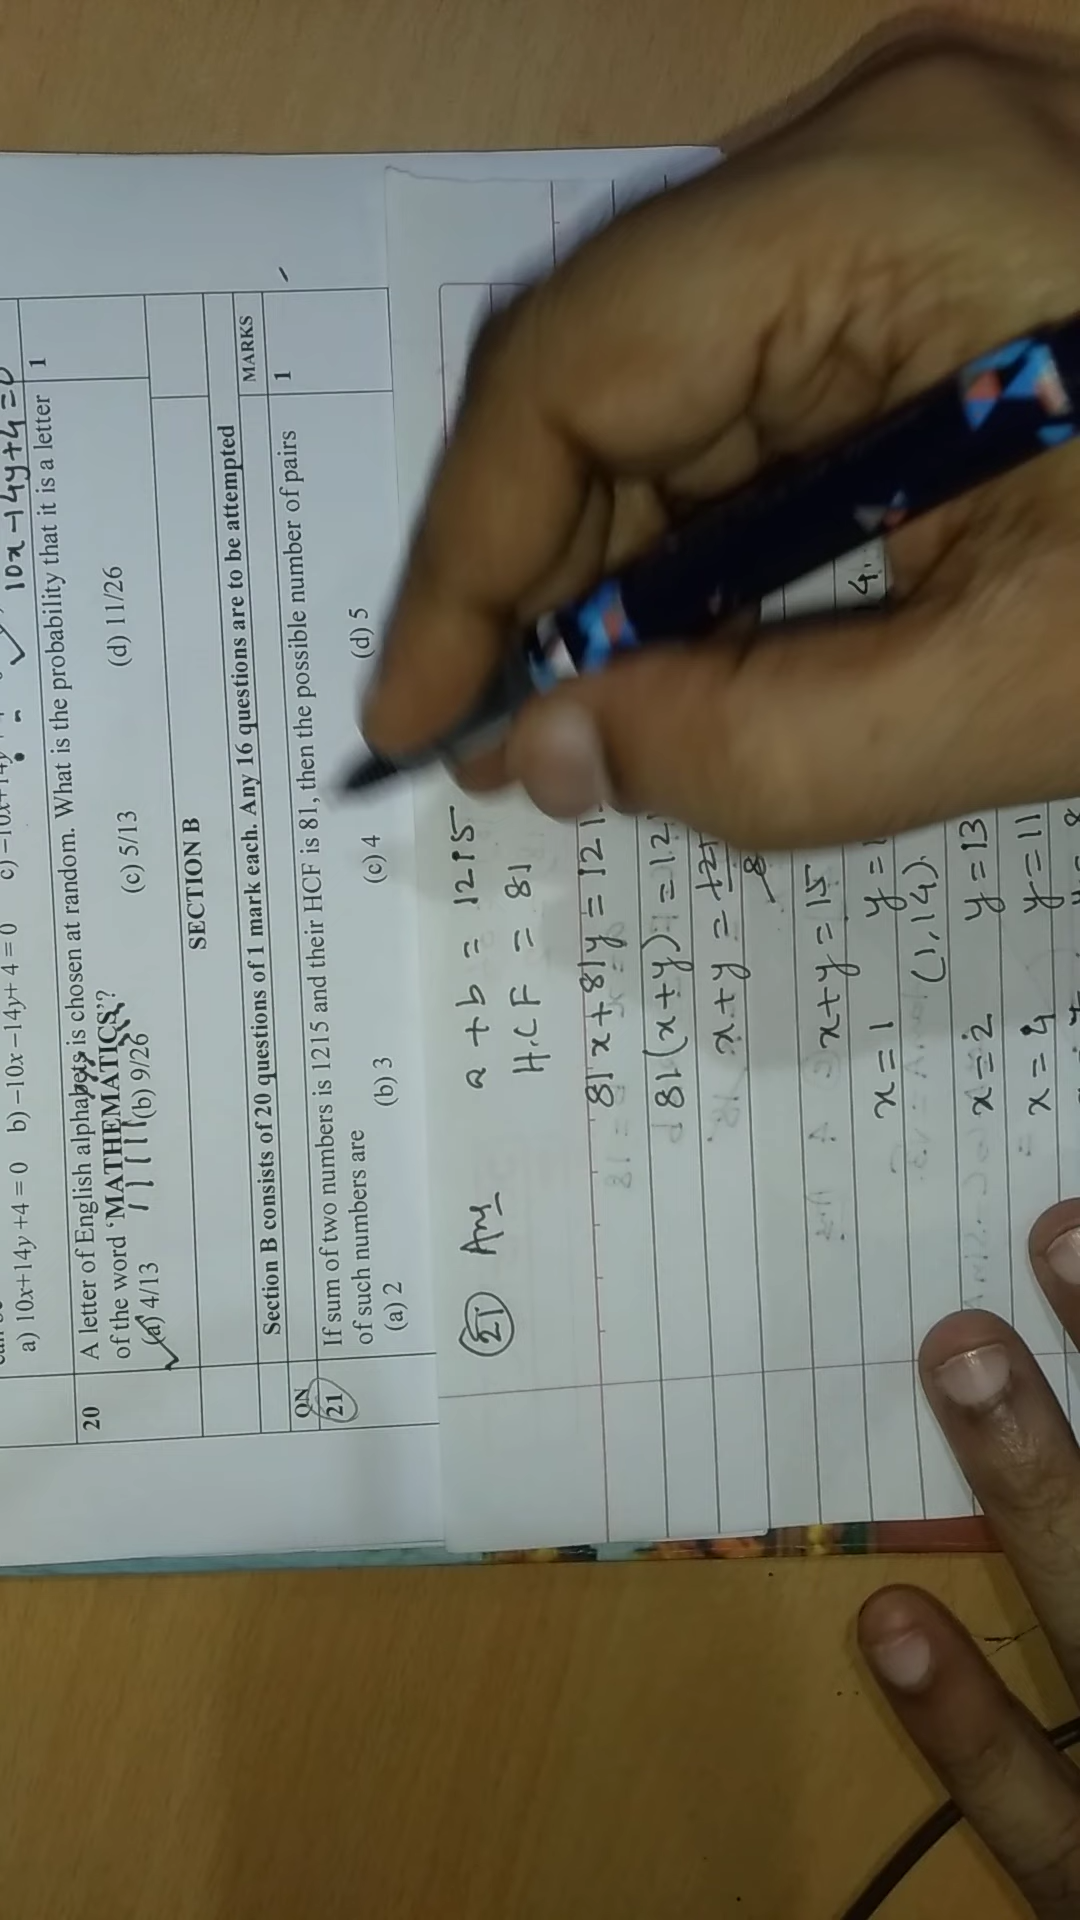 10x-14y+4=0
a) 10x+14y +4 = 0 b) –10x –14y+ 4 = 0
20 A letter of English alphabets is chosen at random. What is the probability that it is a letter 1
of the word 'MATHEMATICS'?
(a) 4/13 (b) 9/26 (c) 5/13 (d) 11/26
SECTION B
Section B consists of 20 questions of 1 mark each. Any 16 questions are to be attempted
QN MARKS
21 If sum of two numbers is 1215 and their HCF is 81, then the possible number of pairs 1
of such numbers are
(a) 2 (b) 3 (c) 4 (d) 5
21 Ans a + b = 1215
H.C F = 81
81x + 81y = 121
81(x+y) = 12
x+y =
x+y = 15
x = 1 y =
(1, 14).
x = 2 y = 13
x = 4 y = 11